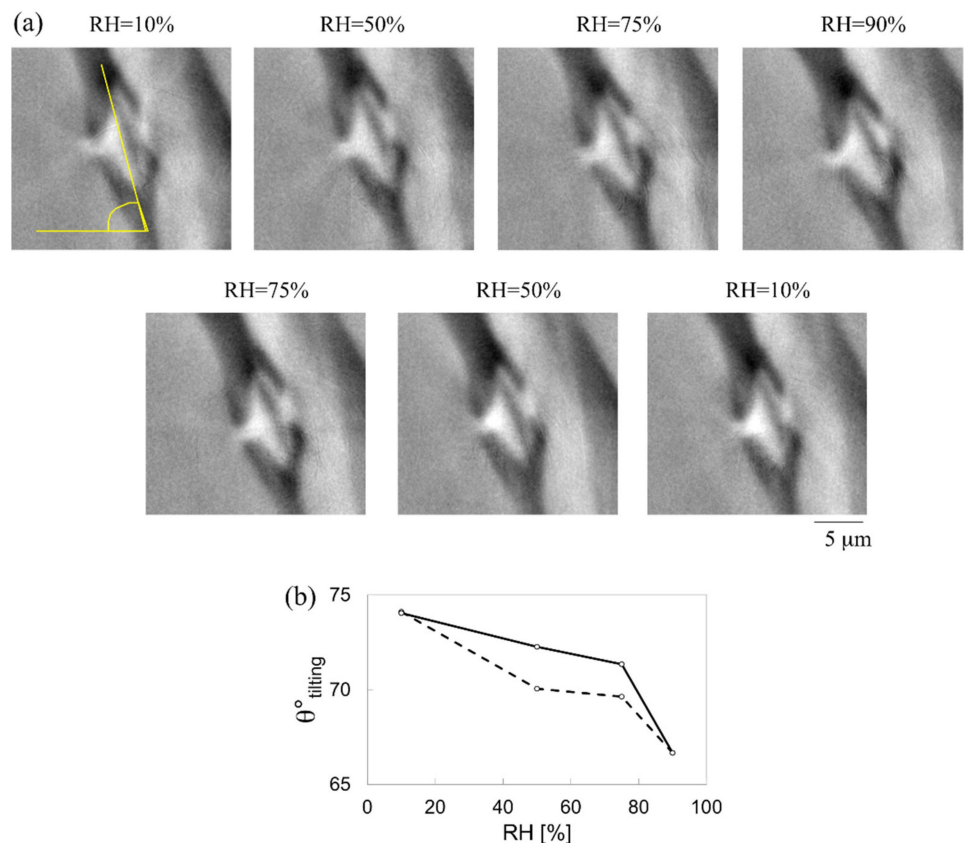 (a)
RH=10%
RH=50%
RH=75%
RH=90%
RH=75%
RH=50%
RH=10%
5 μm
(b)
75
70
65
θ°tilting
0
20
40
60
80
100
RH [%]